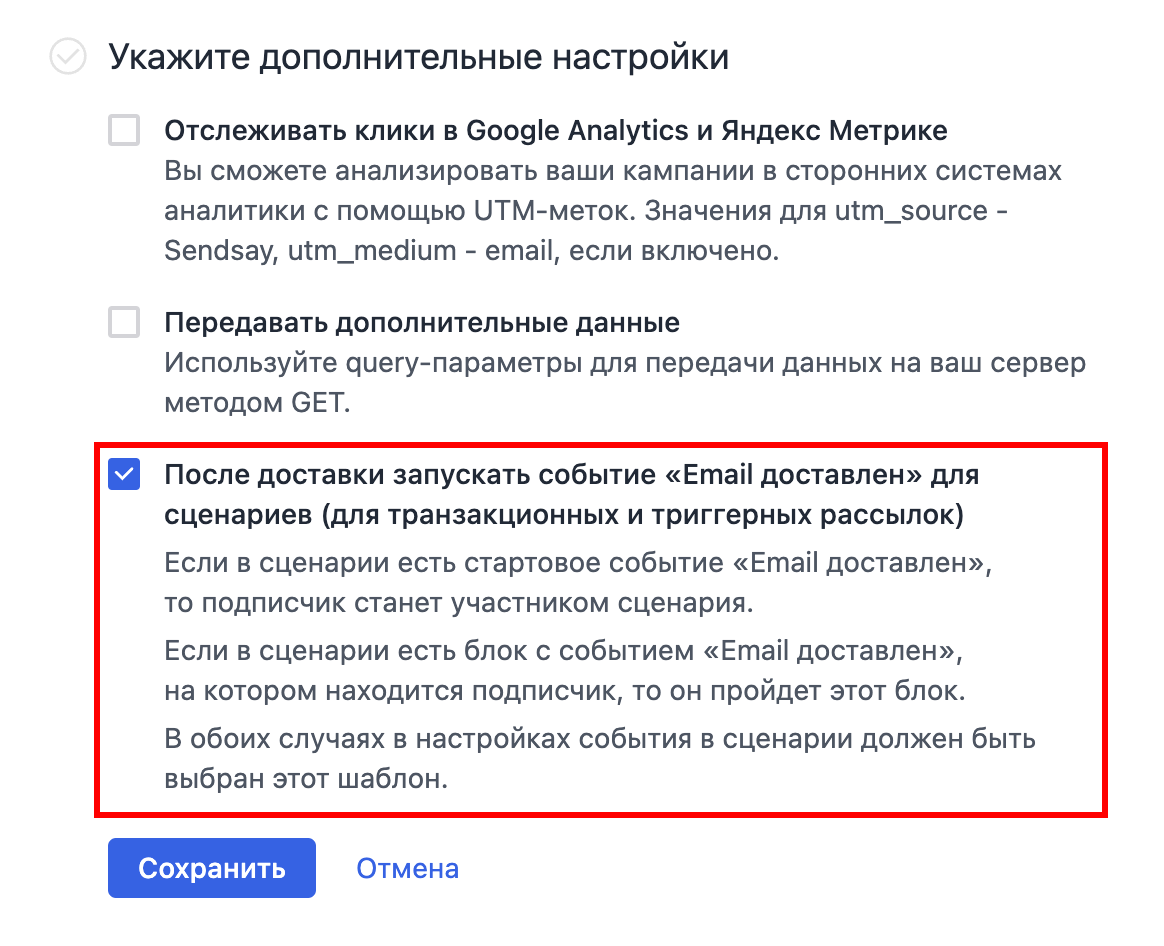 Укажите дополнительные настройки
Отслеживать клики в Google Analytics и Яндекс Метрике
Вы сможете анализировать ваши кампании в сторонних системах
аналитики с помощью UTM-меток. Значения для utm_source -
Sendsay, utm_medium - email, если включено.
Передавать дополнительные данные
Используйте query-параметры для передачи данных на ваш сервер
методом GET.
После доставки запускать событие «Email доставлен» для
сценариев (для транзакционных и триггерных рассылок)
Если в сценарии есть стартовое событие «Email доставлен»,
то подписчик станет участником сценария.
Если в сценарии есть блок с событием «Email доставлен»,
на котором находится подписчик, то он пройдет этот блок.
В обоих случаях в настройках события в сценарии должен быть
выбран этот шаблон.
Сохранить Отмена